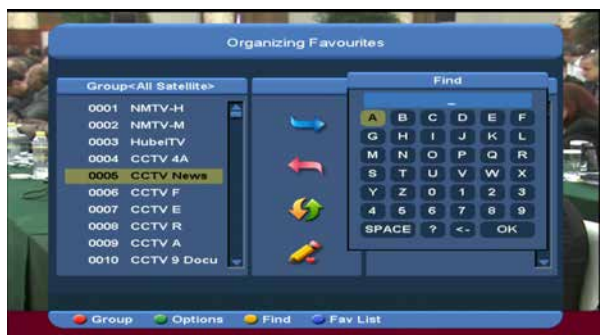 Organizing Favourites
Group<All Satellite>
0001 NMTV-H
0002 NMTV-M
0003 HubeiTV
0004 CCTV 4A
0005 CCTV News
0006 CCTV F
0007 CCTV E
0008 CCTV R
0009 CCTV A
0010 CCTV 9 Docu
Find
_
A B C D E F
G H I J K L
M N O P Q R
S T U V W X
Y Z 0 1 2 3
4 5 6 7 8 9
SPACE ? <- OK
Group Options Find Fav List